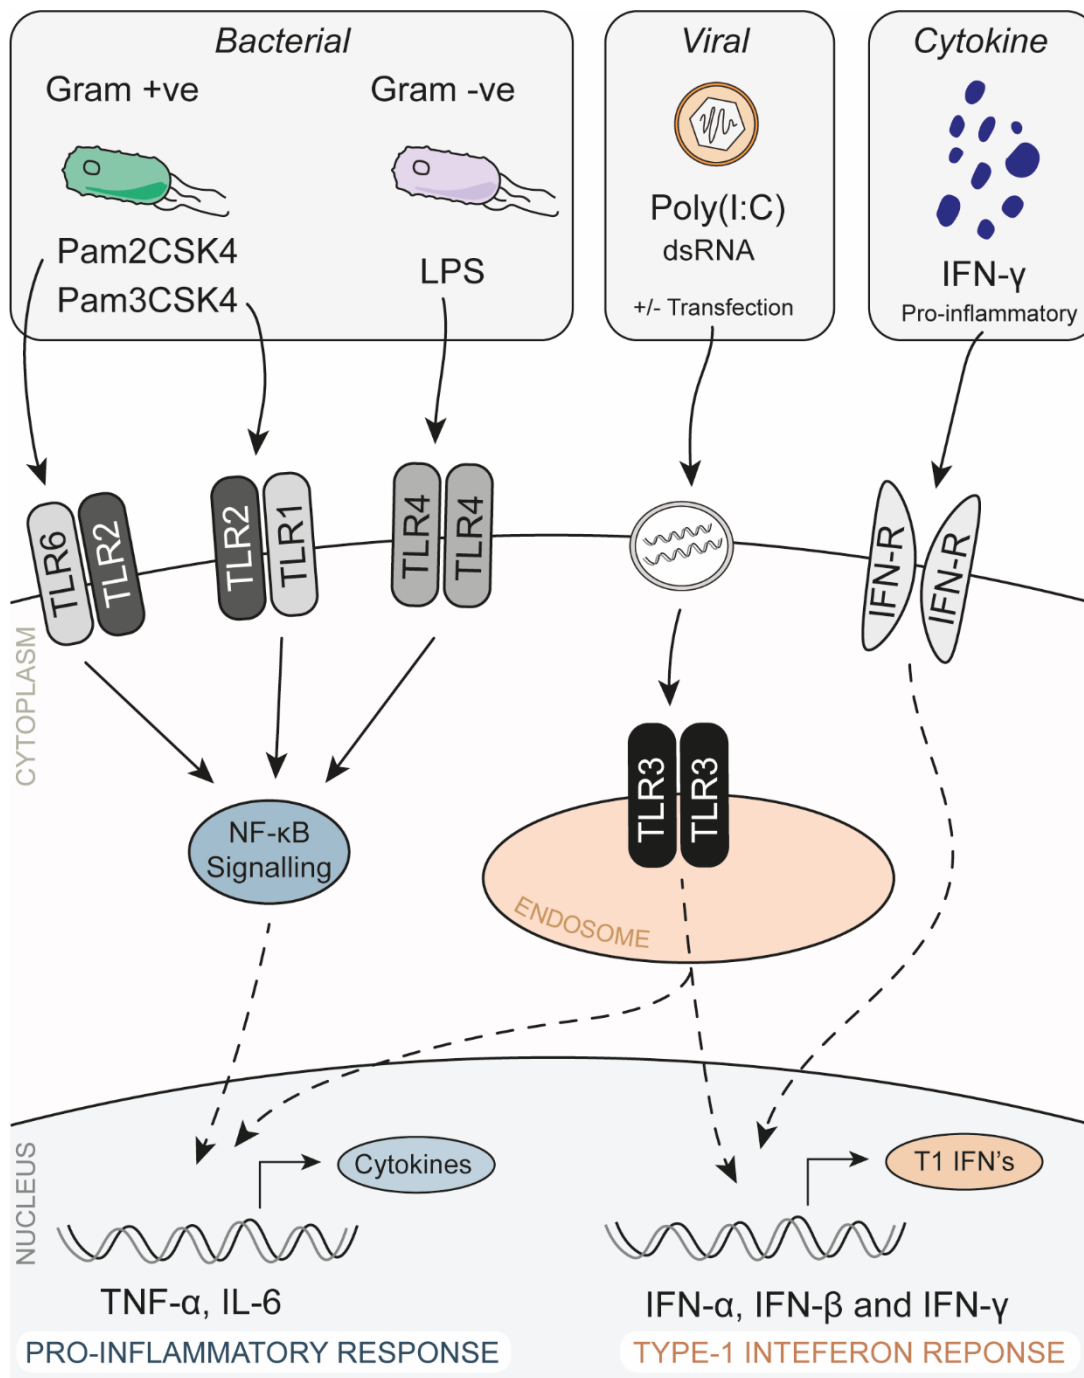 Bacterial
Gram +ve
Gram -ve
Pam2CSK4
Pam3CSK4
LPS
Viral
Poly(I:C)
dsRNA
+/- Transfection
Cytokine
IFN-γ
Pro-inflammatory
TLR6
TLR2
TLR2
TLR1
TLR4
TLR4
IFN-R
IFN-R
CYTOPLASM
TLR3
TLR3
NF-κB
Signalling
ENDOSOME
NUCLEUS
Cytokines
T1 IFN's
TNF-α, IL-6
IFN-α, IFN-β and IFN-γ
PRO-INFLAMMATORY RESPONSE
TYPE-1 INTEFERON REPONSE